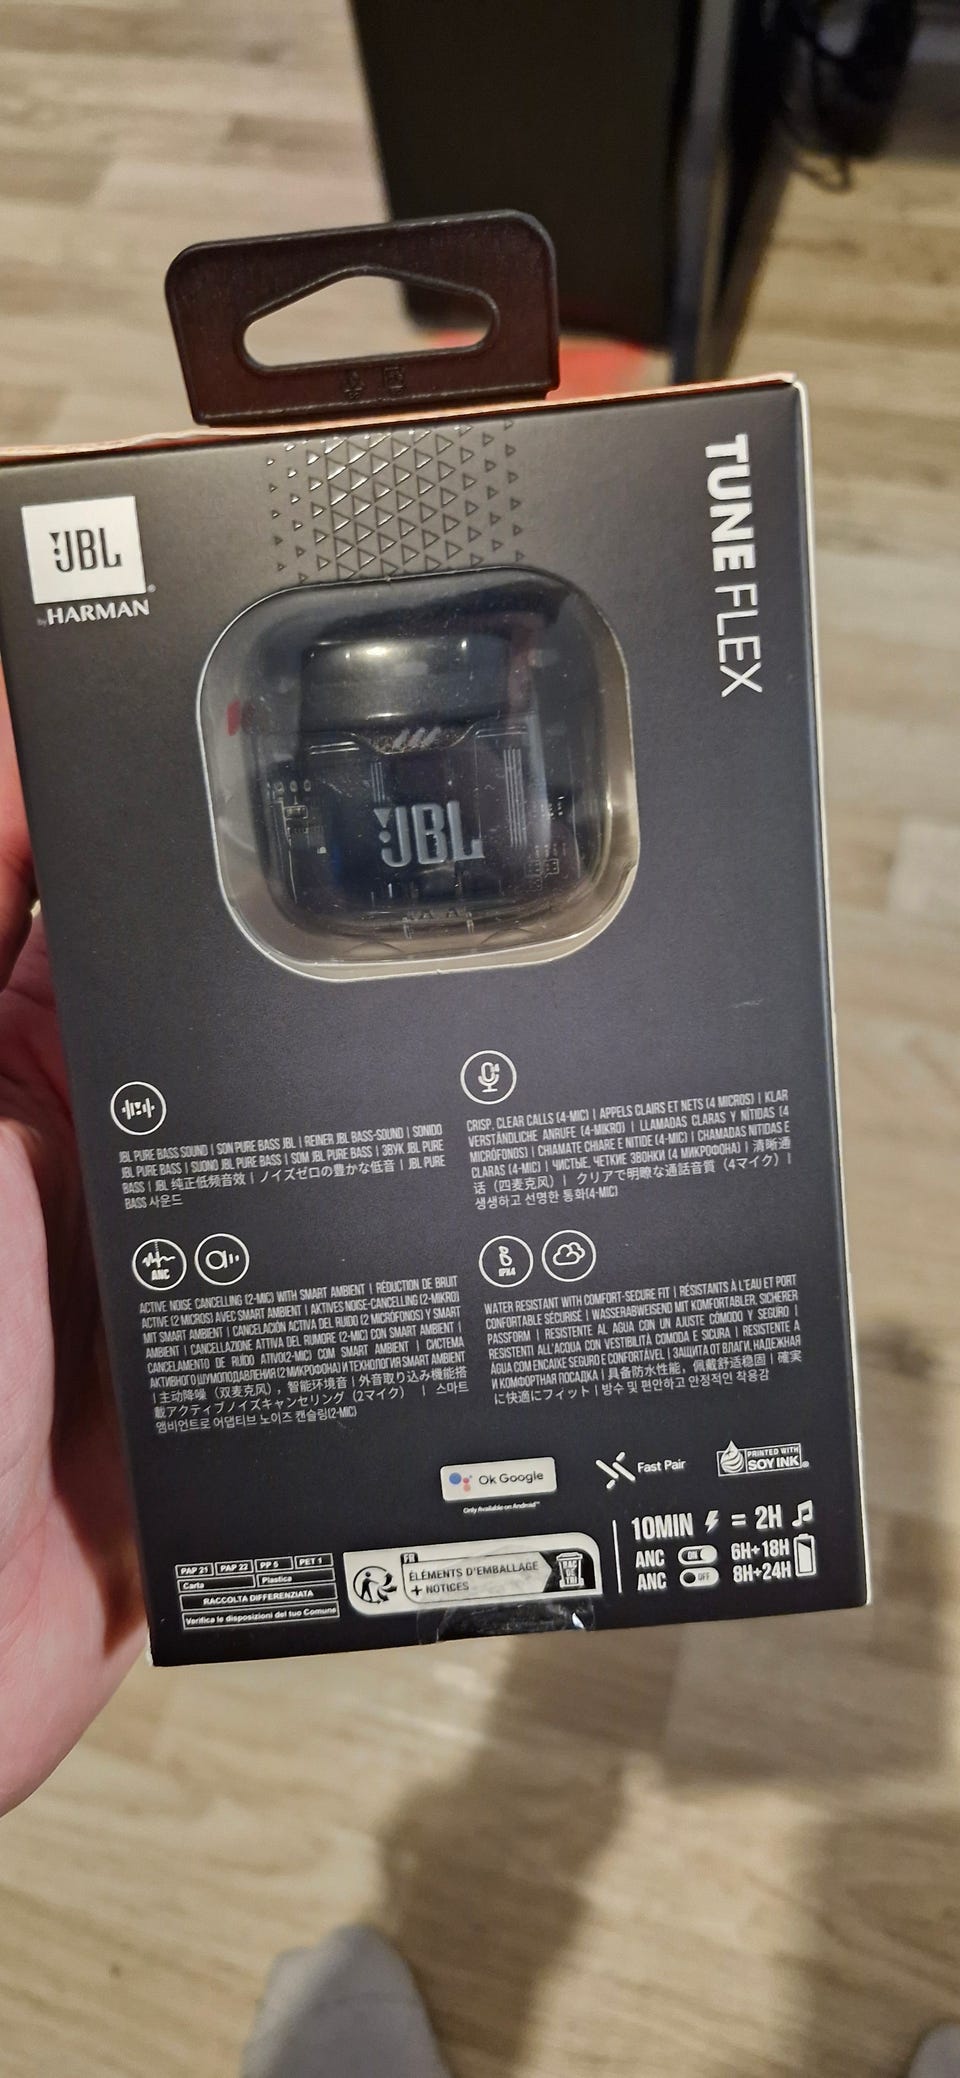 TUNE FLEX
JBL
by HARMAN
JBL
JBL PURE BASS SOUND | SON PURE BASS JBL | REINER JBL BASS-SOUND | SONIDO
JBL PURE BASS | SUONO JBL PURE BASS | SOM JBL PURE BASS | ЗВУК JBL PURE
BASS | JBL 纯正低频音效 | ノイズゼロの豊かな低音 | JBL PURE
BASS 사운드
CRISP, CLEAR CALLS (4-MIC) | APPELS CLAIRS ET NETS (4 MICROS) | KLAR
VERSTÄNDLICHE ANRUFE (4-MIKRO) | LLAMADAS CLARAS Y NÍTIDAS (4
MICRÓFONOS) | CHIAMATE CHIARE E NITIDE (4-MIC) | CHAMADAS NITIDAS E
CLARAS (4-MIC) | ЧИСТЫЕ, ЧЕТКИЕ ЗВОНКИ (4 МИКРОФОНА) | 清晰通
话（四麦克风） | クリアで明瞭な通話音質（4マイク） |
생생하고 선명한 통화(4-MIC)
ANC
ACTIVE NOISE CANCELLING (2-MIC) WITH SMART AMBIENT | RÉDUCTION DE BRUIT
ACTIVE (2 MICROS) AVEC SMART AMBIENT | AKTIVES NOISE-CANCELLING (2-MIKRO)
MIT SMART AMBIENT | CANCELACIÓN ACTIVA DEL RUIDO (2 MICRÓFONOS) Y SMART
AMBIENT | CANCELLAZIONE ATTIVA DEL RUMORE (2-MIC) CON SMART AMBIENT |
CANCELAMENTO DE RUÍDO ATIVO(2-MIC) COM SMART AMBIENT | СИСТЕМА
АКТИВНОГО ШУМОПОДАВЛЕНИЯ (2 МИКРОФОНА) И ТЕХНОЛОГИЯ SMART AMBIENT
| 主动降噪（双麦克风），智能环境音 | 外音取り込み機能搭
載アクティブノイズキャンセリング（2マイク） | 스마트
앰비언트로 어댑티브 노이즈 캔슬링(2-MIC)
IPX4
WATER RESISTANT WITH COMFORT-SECURE FIT | RÉSISTANTS À L'EAU ET PORT
CONFORTABLE SÉCURISÉ | WASSERABWEISEND MIT KOMFORTABLER, SICHERER
PASSFORM | RESISTENTE AL AGUA CON UN AJUSTE CÓMODO Y SEGURO |
RESISTENTI ALL'ACQUA CON VESTIBILITÀ COMODA E SICURA | RESISTENTE A
ÁGUA COM ENCAIXE SEGURO E CONFORTÁVEL | ЗАЩИТА ОТ ВЛАГИ, НАДЕЖНАЯ
И КОМФОРТНАЯ ПОСАДКА | 具备防水性能，佩戴舒适稳固 | 確実
に快適にフィット | 방수 및 편안하고 안정적인 착용감
Ok Google
Only Available on Android™
Fast Pair
PRINTED WITH
SOY INK
10MIN = 2H
ANC ON 6H+18H
ANC OFF 8H+24H
PAP 21 PAP 22 PP 5 PET 1
Carta Plastica
RACCOLTA DIFFERENZIATA
Verifica le disposizioni del tuo Comune
FR
ÉLÉMENTS D'EMBALLAGE
+ NOTICES
BAC
DE
TRI